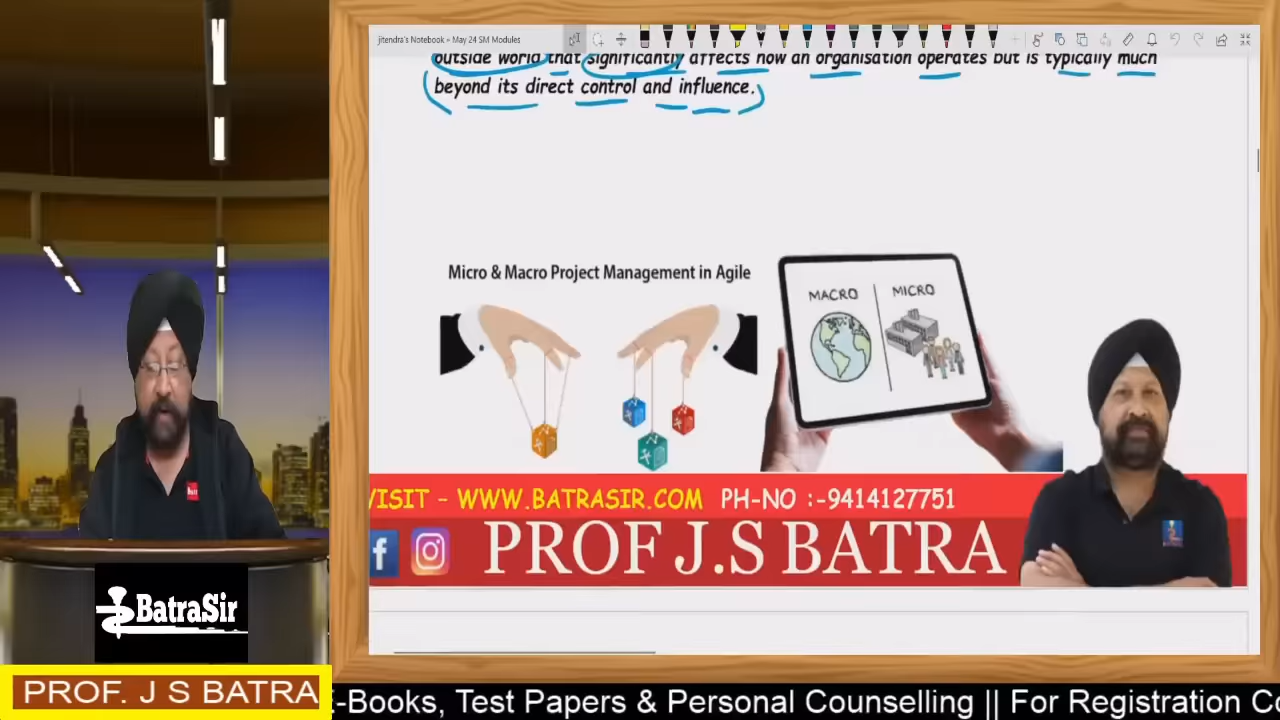 jitendra's Notebook » May 24 SM Modules
outside world that significantly affects how an organisation operates but is typically much
beyond its direct control and influence.
Micro & Macro Project Management in Agile
MACRO
MICRO
VISIT - WWW.BATRASIR.COM PH-NO :-9414127751
PROF J.S BATRA
BatraSir
PROF. J S BATRA
E-Books, Test Papers & Personal Counselling || For Registration Co